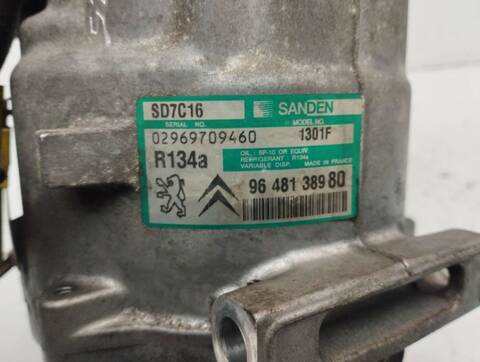 SD7C16 SANDEN
SERIAL NO. MODEL NO.
02969709460 1301F
R134a
OIL: SP-10 OR EQUIV.
REFRIGERANT: R134a
VARIABLE DISP. MADE IN FRANCE
96 481 389 80